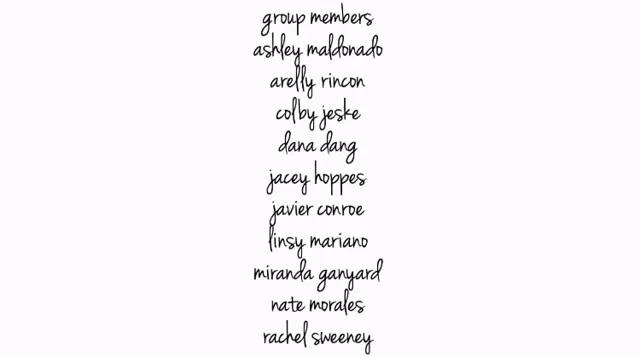 group members
ashley maldonado
arelly rincon
colby jeske
dana dang
jacey hoppes
javier conroe
linsy mariano
miranda ganyard
nate morales
rachel sweeney